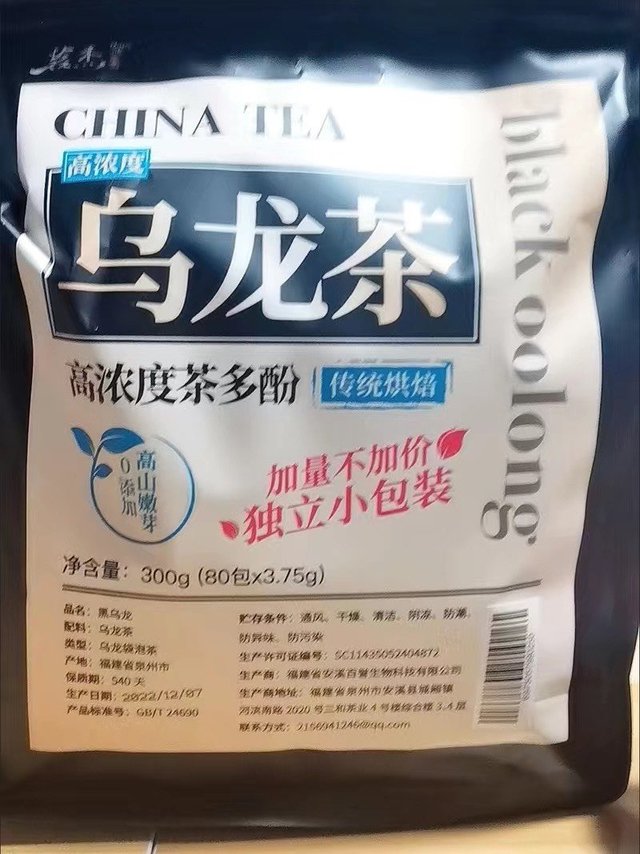 CHINA TEA
black oolong
高浓度
乌龙茶
高浓度茶多酚 传统烘焙
高山嫩芽
0添加
加量不加价
独立小包装
净含量：300g (80包x3.75g)
品名：黑乌龙
配料：乌龙茶
类型：乌龙袋泡茶
产地：福建省泉州市
保质期：540 天
生产日期：2022/12/07
产品标准号：GB/T 24690
贮存条件：通风、干燥、清洁、阴凉、防潮、
防异味、防污染
生产许可证编号：SC11435052404872
生产商：福建省安溪百誉生物科技有限公司
生产商地址：福建省泉州市安溪县城厢镇
河滨南路 2020 号三和茶业 4 号楼综合楼 3-4 层
联系方式：2156941246@qq.com